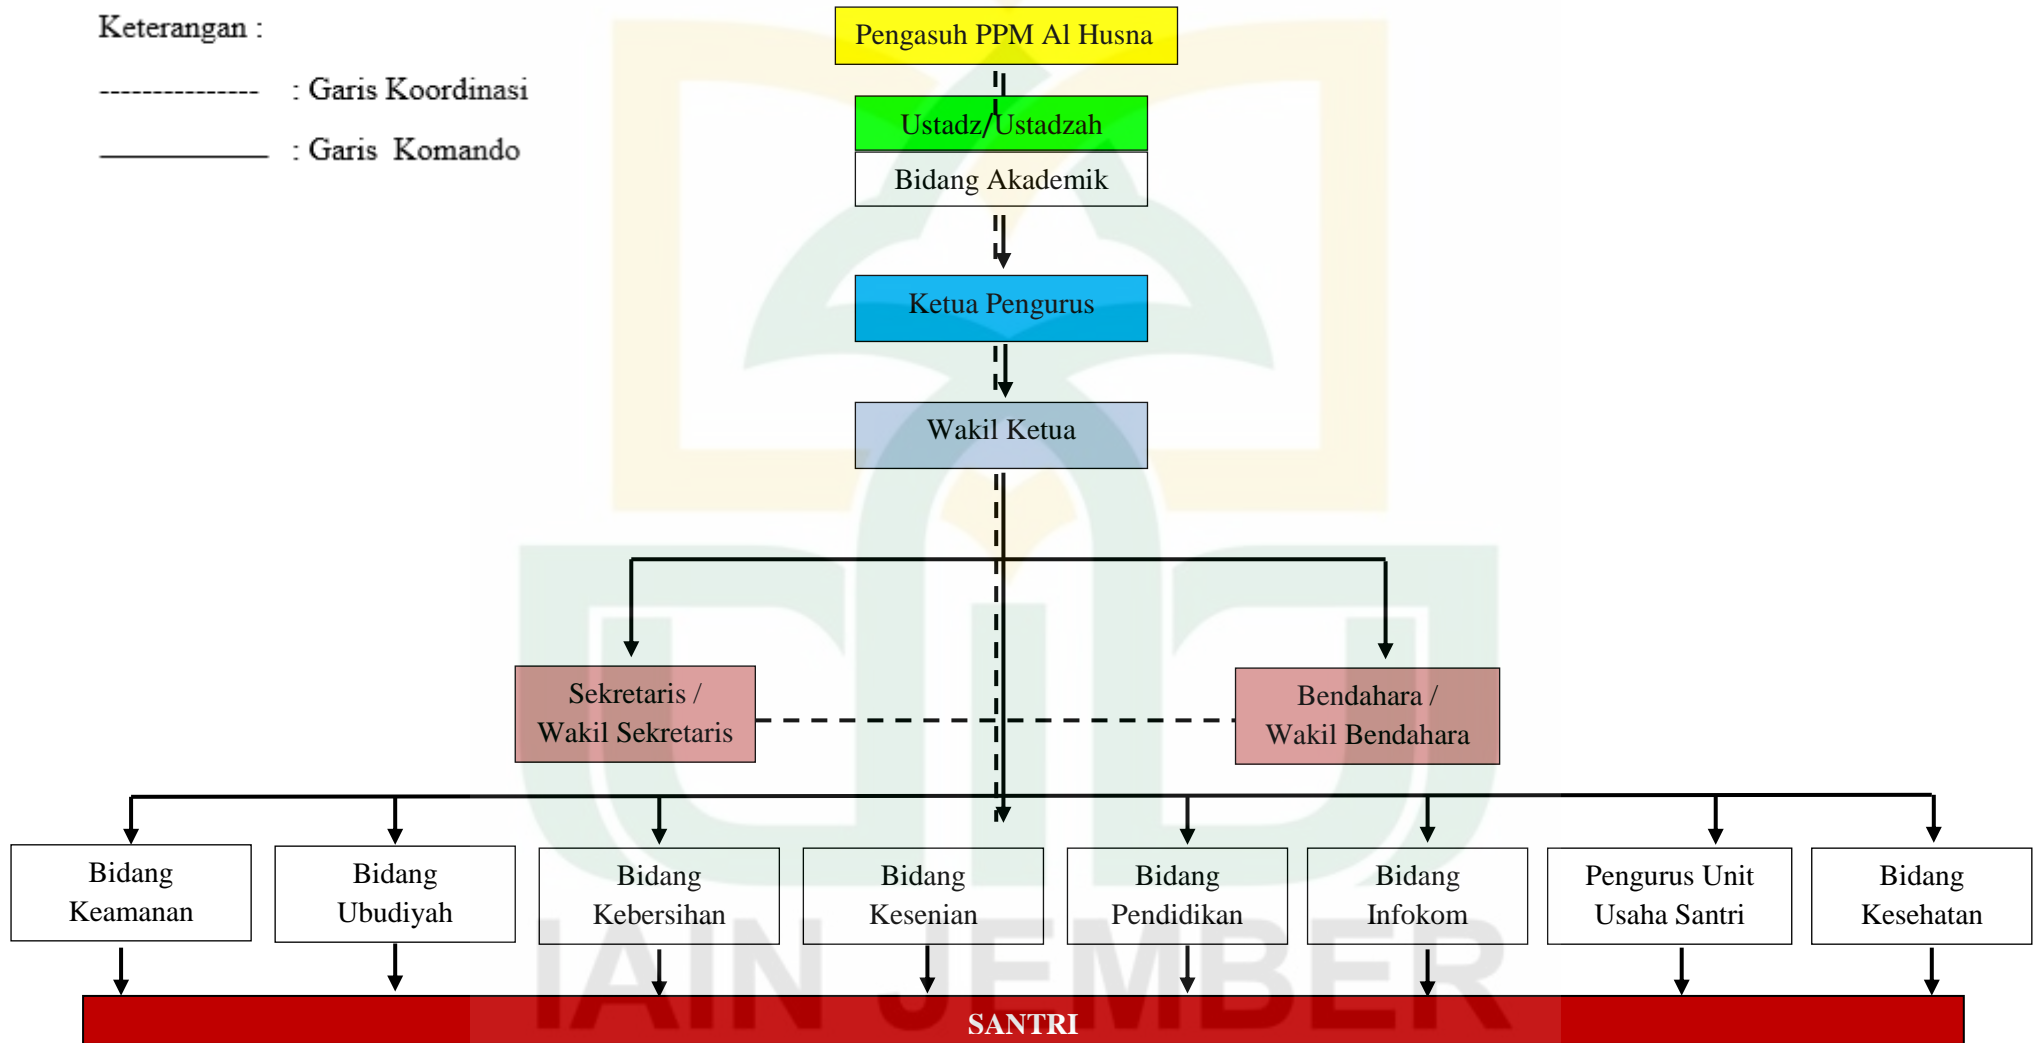 Keterangan :
--------------- : Garis Koordinasi
: Garis Komando
Pengasuh PPM Al Husna
Ustadz/Ustadzah
Bidang Akademik
Ketua Pengurus
Wakil Ketua
Sekretaris /
Wakil Sekretaris
Bendahara /
Wakil Bendahara
Bidang
Keamanan
Bidang
Ubudiyah
Bidang
Kebersihan
Bidang
Kesenian
Bidang
Pendidikan
Bidang
Infokom
Pengurus Unit
Usaha Santri
Bidang
Kesehatan
IAIN JEMBER
SANTRI